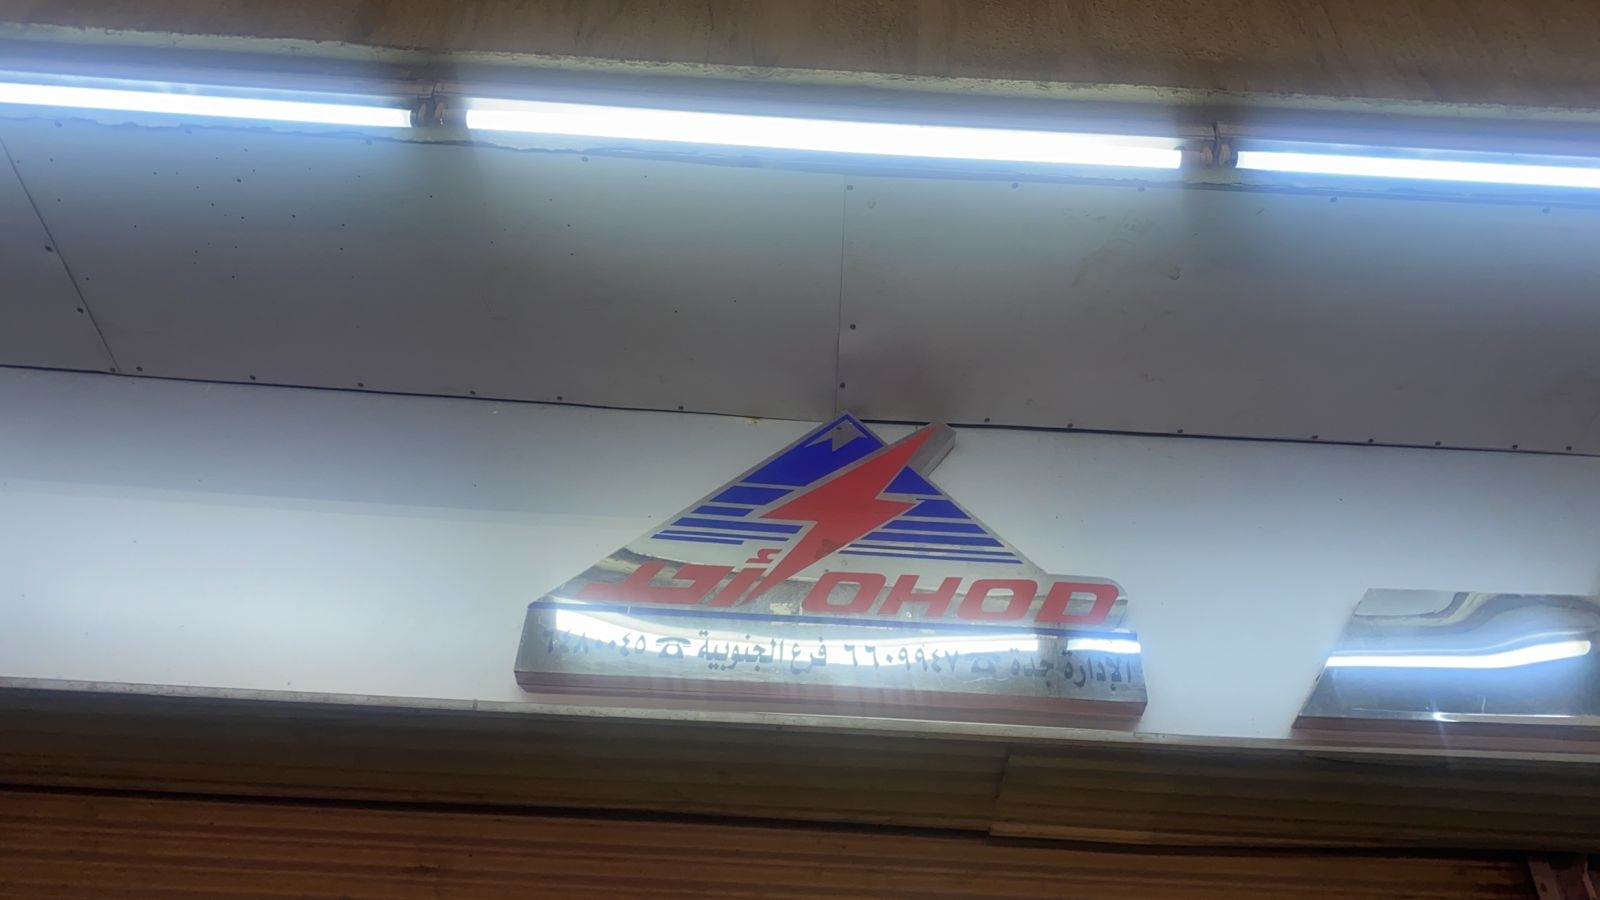 أحد OHOD
الإدارة جدة ☎ ٦٦٠٩٩٤٧ فرع الجنوبية ☎ ٦٤٨٠٠٤٥